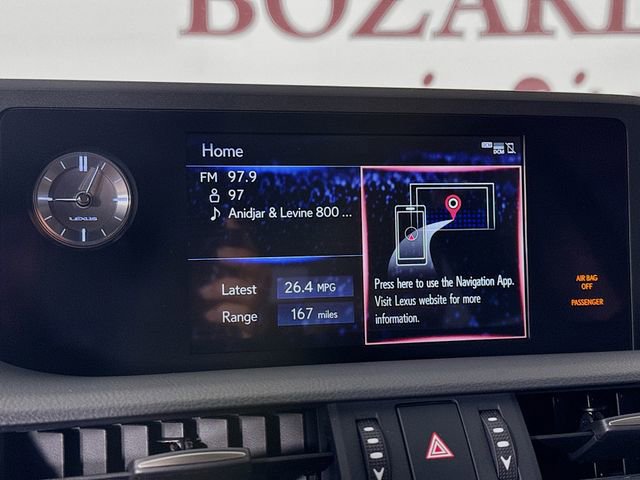 BOZARD
Home
DCM
FM 97.9
97
Anidjar & Levine 800 ...
LEXUS
Latest 26.4 MPG
Range 167 miles
Press here to use the Navigation App.
Visit Lexus website for more
information.
AIR BAG
OFF
PASSENGER